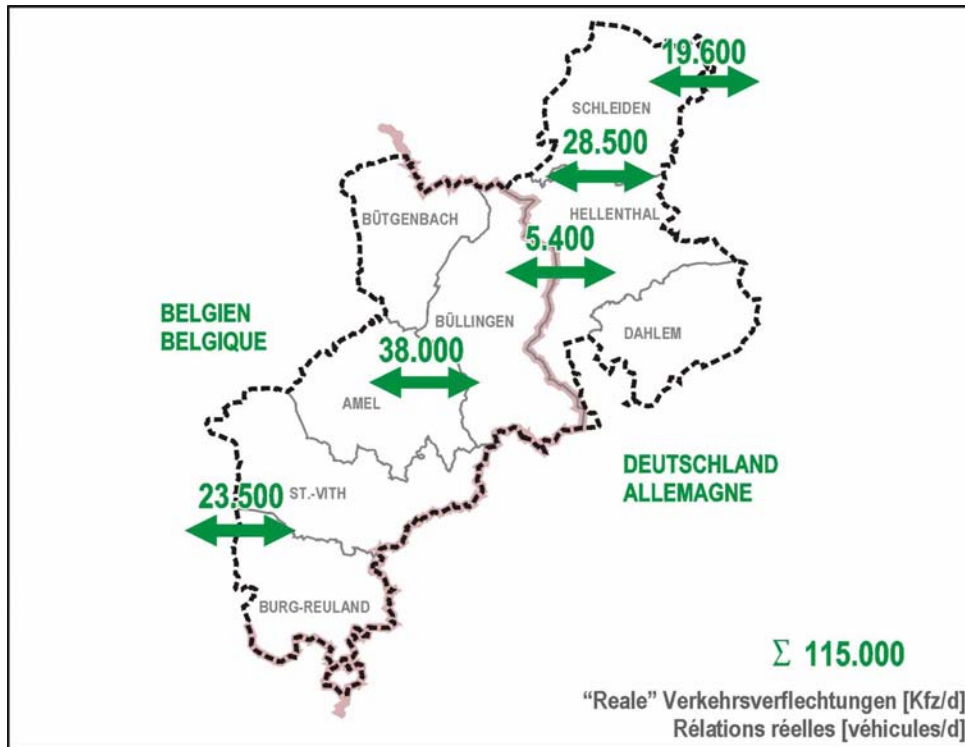 19.600
SCHLEIDEN
28.500
HELLENTHAL
BÜTGENBACH
5.400
BELGIEN
BELGIQUE
BÜLLINGEN
DAHLEM
38.000
AMEL
DEUTSCHLAND
ALLEMAGNE
23.500
ST.-VITH
BURG-REULAND
Σ 115.000
“Reale” Verkehrsverflechtungen [Kfz/d]
Rélations réelles [véhicules/d]